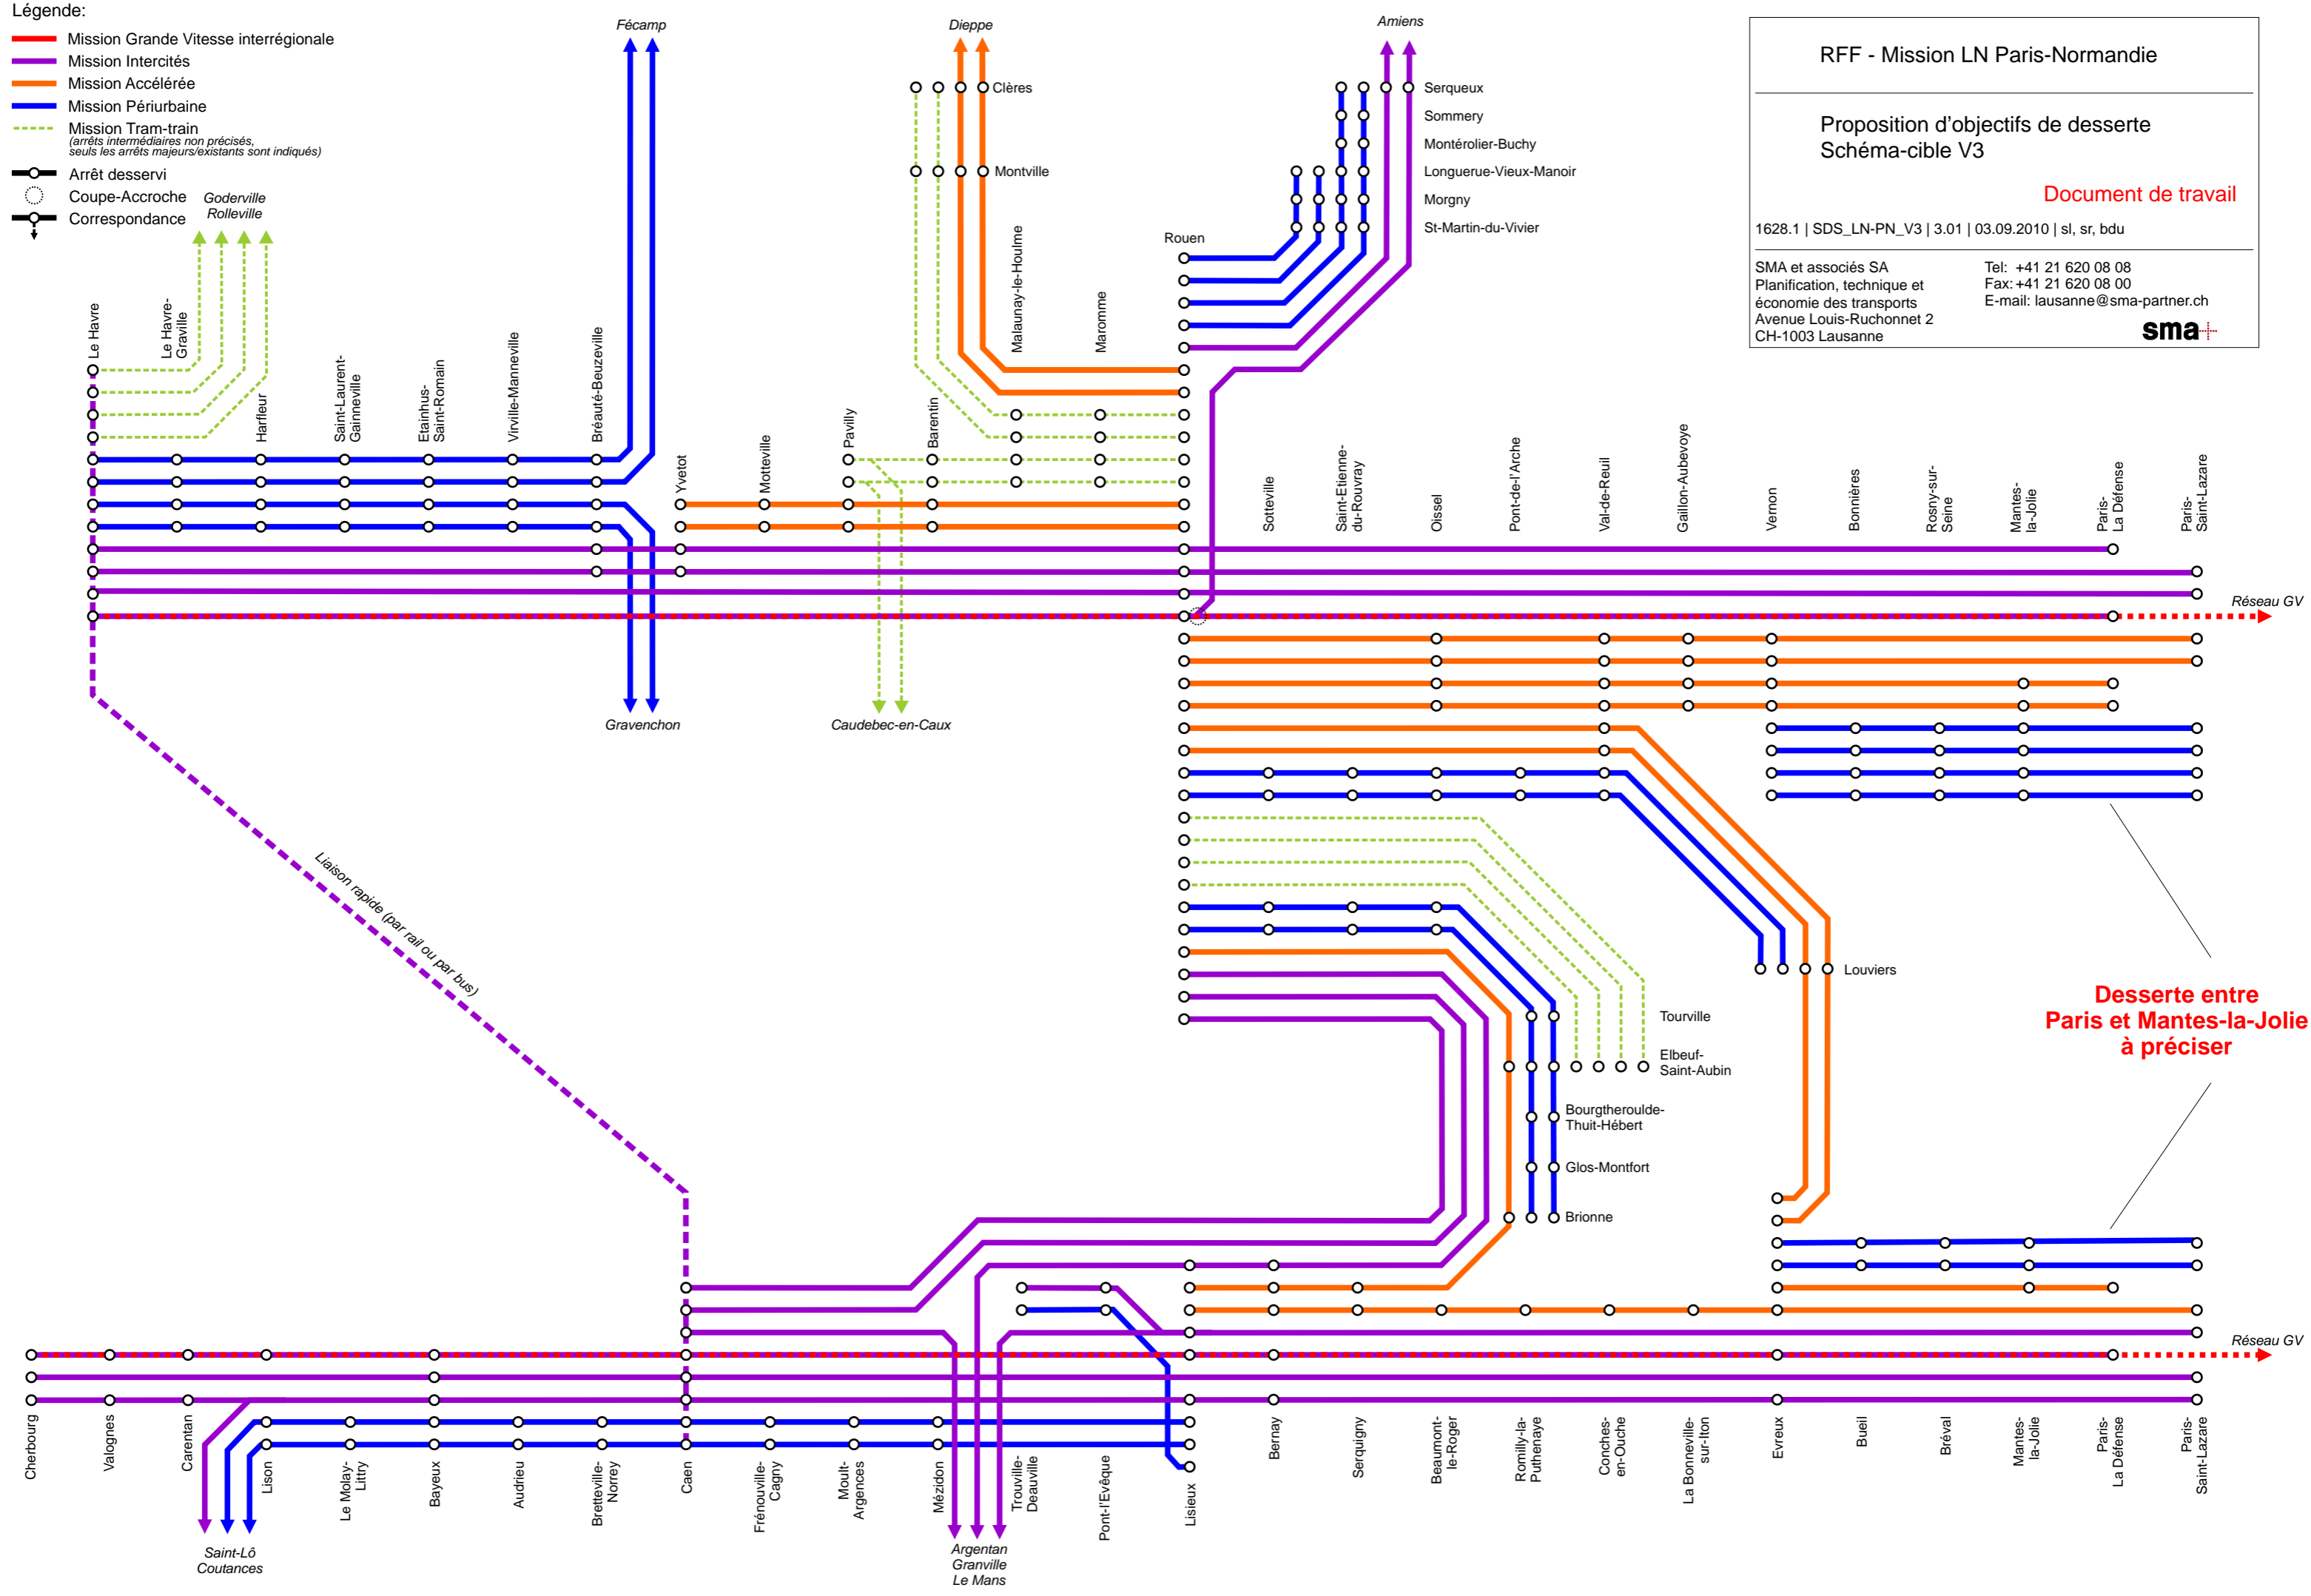 Légende:
Mission Grande Vitesse interrégionale
Mission Intercités
Mission Accélérée
Mission Périurbaine
Mission Tram-train
(arrêts intermédiaires non précisés,
seuls les arrêts majeurs/existants sont indiqués)
Arrêt desservi
Coupe-Accroche
Correspondance
Goderville
Rolleville
Fécamp
Dieppe
Amiens
RFF - Mission LN Paris-Normandie
Proposition d'objectifs de desserte
Schéma-cible V3
Document de travail
1628.1 | SDS_LN-PN_V3 | 3.01 | 03.09.2010 | sl, sr, bdu
SMA et associés SA
Planification, technique et
économie des transports
Avenue Louis-Ruchonnet 2
CH-1003 Lausanne
Tel: +41 21 620 08 08
Fax: +41 21 620 08 00
E-mail: lausanne@sma-partner.ch
sma+
Clères
Montville
Serqueux
Sommery
Montérolier-Buchy
Longuerue-Vieux-Manoir
Morgny
St-Martin-du-Vivier
Rouen
Le Havre
Le Havre-
Graville
Harfleur
Saint-Laurent-
Gainneville
Etainhus-
Saint-Romain
Virville-Manneville
Bréauté-Beuzeville
Yvetot
Motteville
Pavilly
Barentin
Malaunay-le-Houlme
Maromme
Sotteville
Saint-Etienne-
du-Rouvray
Oissel
Pont-de-l'Arche
Val-de-Reuil
Gaillon-Aubevoye
Vernon
Bonnières
Rosny-sur-
Seine
Mantes-
la-Jolie
Paris-
La Défense
Paris-
Saint-Lazare
Réseau GV
Gravenchon
Caudebec-en-Caux
Liaison rapide (par rail ou par bus)
Louviers
Tourville
Elbeuf-
Saint-Aubin
Bourgtheroulde-
Thuit-Hébert
Glos-Montfort
Brionne
Desserte entre
Paris et Mantes-la-Jolie
à préciser
Réseau GV
Cherbourg
Valognes
Carentan
Lison
Le Molay-
Littry
Bayeux
Audrieu
Bretteville-
Norrey
Caen
Frénouville-
Cagny
Moult-
Argences
Mézidon
Trouville-
Deauville
Pont-l'Evêque
Lisieux
Bernay
Serquigny
Beaumont-
le-Roger
Romilly-la-
Puthenaye
Conches-
en-Ouche
La Bonneville-
sur-Iton
Evreux
Bueil
Bréval
Mantes-
la-Jolie
Paris-
La Défense
Paris-
Saint-Lazare
Saint-Lô
Coutances
Argentan
Granville
Le Mans